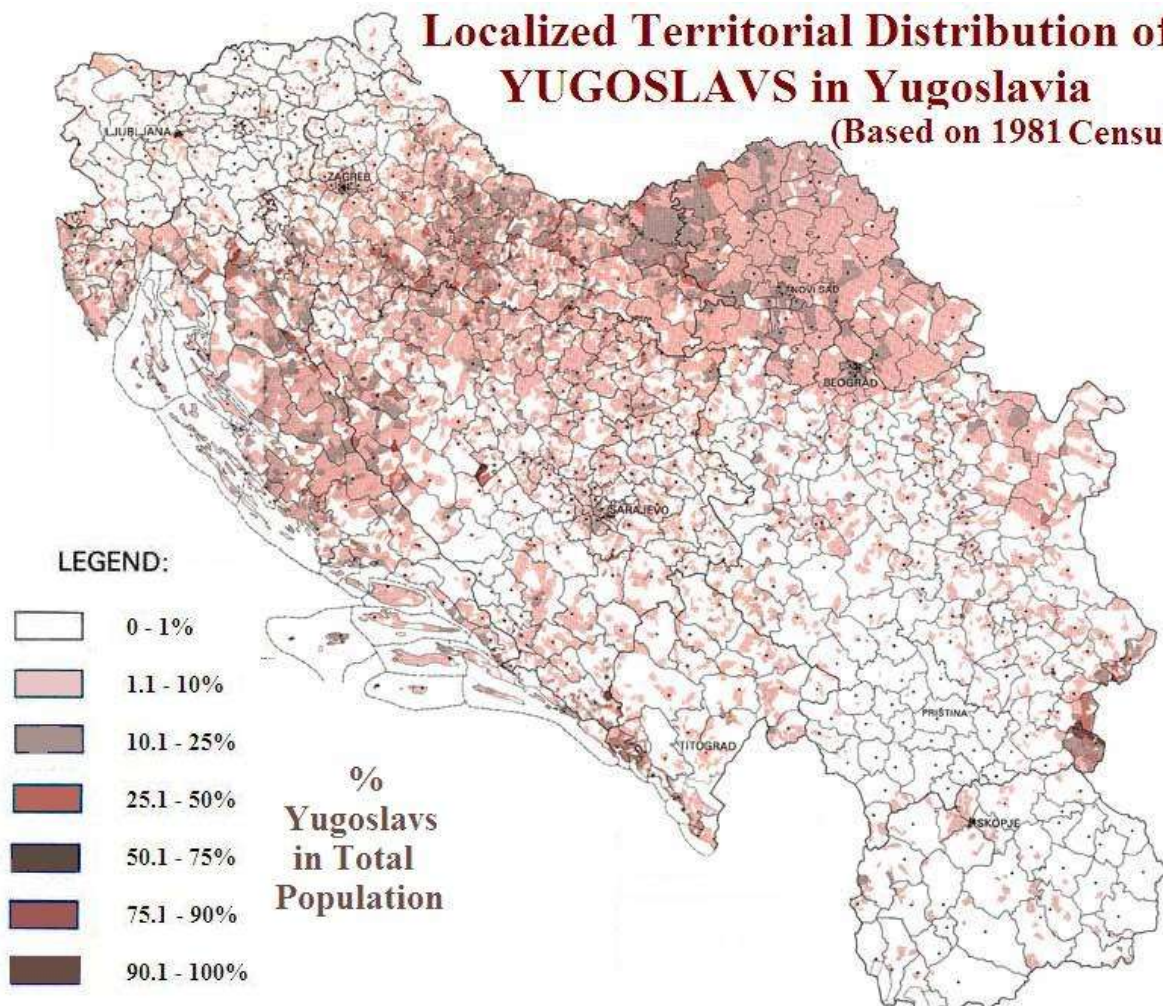 Localized Territorial Distribution of
YUGOSLAVS in Yugoslavia
(Based on 1981 Censu
LJUBLJANA
ZAGREB
NOVI SAD
BEOGRAD
SARAJEVO
PRIŠTINA
TITOGRAD
SKOPJE
LEGEND:
0 - 1%
1.1 - 10%
10.1 - 25%
25.1 - 50%
50.1 - 75%
75.1 - 90%
90.1 - 100%
%
Yugoslavs
in Total
Population